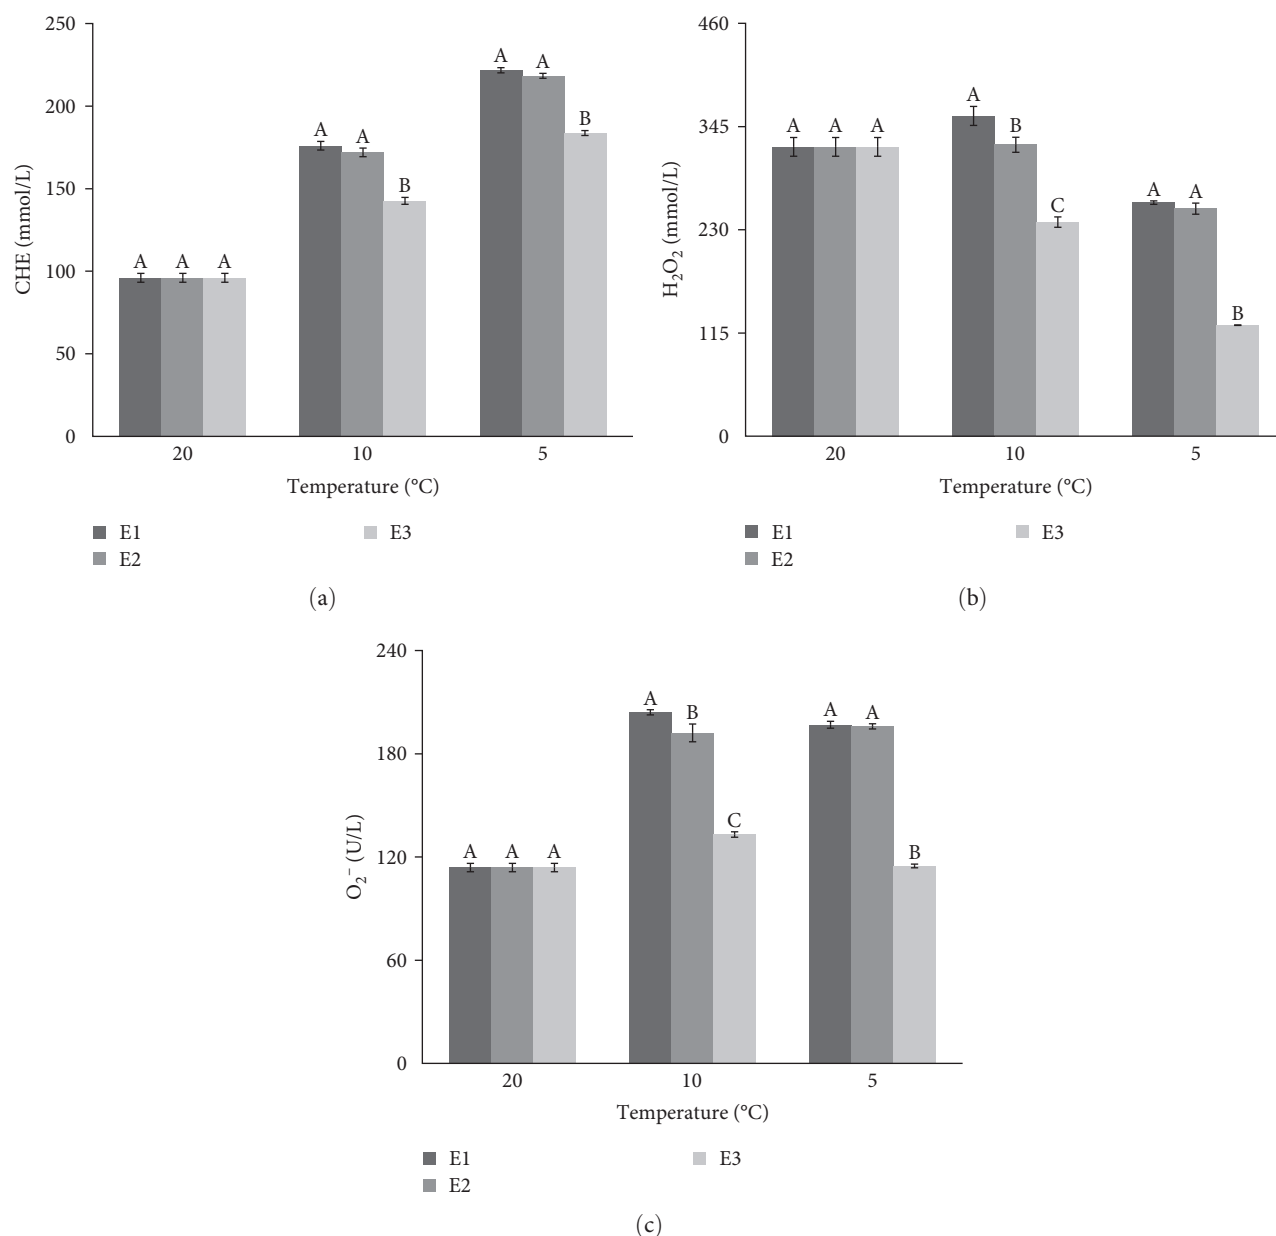 250
200
150
100
50
0
CHE (mmol/L)
A A A
A A B
A A B
20 10 5
Temperature (°C)
E1
E2
E3
(a)
460
345
230
115
0
H₂O₂ (mmol/L)
A A A
A B C
A A B
20 10 5
Temperature (°C)
E1
E2
E3
(b)
240
180
120
60
0
O₂⁻ (U/L)
A A A
A B C
A A B
20 10 5
Temperature (°C)
E1
E2
E3
(c)